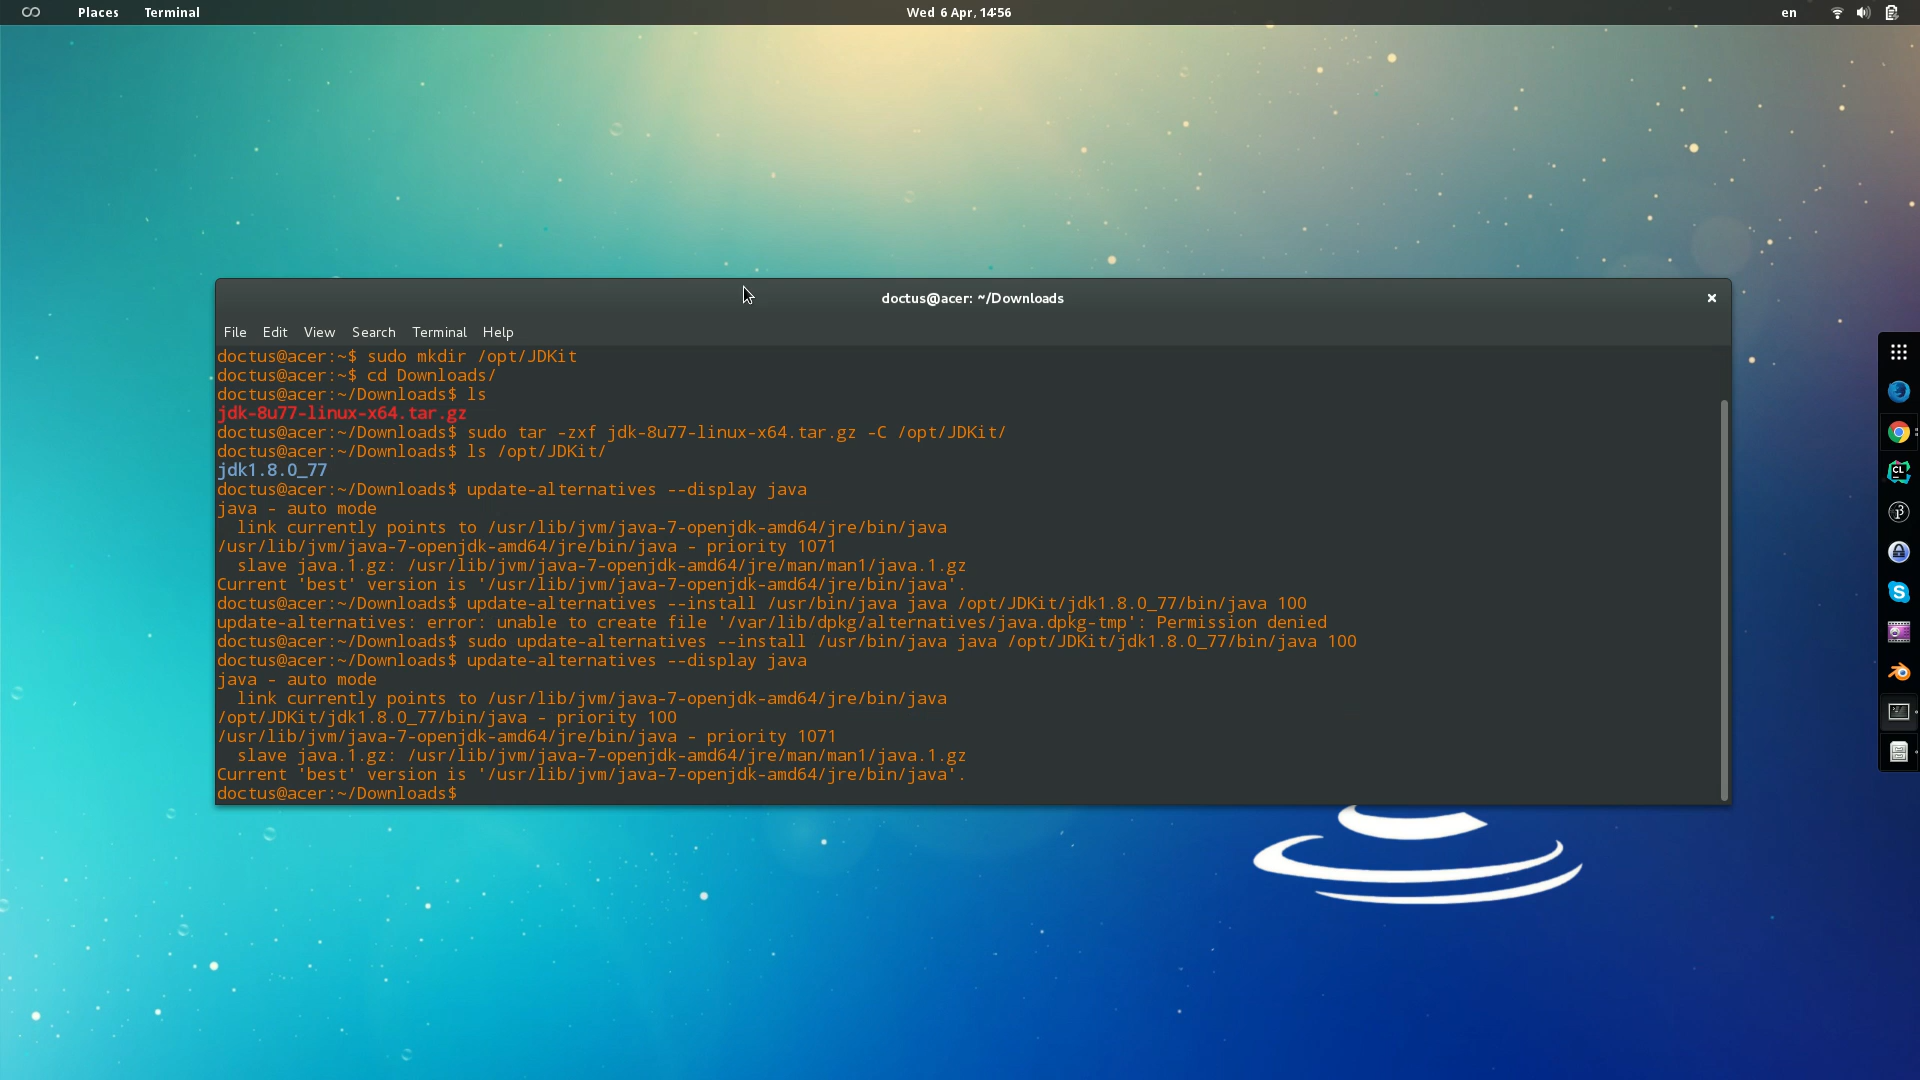 Places Terminal Wed 6 Apr, 14:56 en
doctus@acer: ~/Downloads ×
File Edit View Search Terminal Help
doctus@acer:~$ sudo mkdir /opt/JDKit
doctus@acer:~$ cd Downloads/
doctus@acer:~/Downloads$ ls
jdk-8u77-linux-x64.tar.gz
doctus@acer:~/Downloads$ sudo tar -zxf jdk-8u77-linux-x64.tar.gz -C /opt/JDKit/
doctus@acer:~/Downloads$ ls /opt/JDKit/
jdk1.8.0_77
doctus@acer:~/Downloads$ update-alternatives --display java
java - auto mode
  link currently points to /usr/lib/jvm/java-7-openjdk-amd64/jre/bin/java
/usr/lib/jvm/java-7-openjdk-amd64/jre/bin/java - priority 1071
  slave java.1.gz: /usr/lib/jvm/java-7-openjdk-amd64/jre/man/man1/java.1.gz
Current 'best' version is '/usr/lib/jvm/java-7-openjdk-amd64/jre/bin/java'.
doctus@acer:~/Downloads$ update-alternatives --install /usr/bin/java java /opt/JDKit/jdk1.8.0_77/bin/java 100
update-alternatives: error: unable to create file '/var/lib/dpkg/alternatives/java.dpkg-tmp': Permission denied
doctus@acer:~/Downloads$ sudo update-alternatives --install /usr/bin/java java /opt/JDKit/jdk1.8.0_77/bin/java 100
doctus@acer:~/Downloads$ update-alternatives --display java
java - auto mode
  link currently points to /usr/lib/jvm/java-7-openjdk-amd64/jre/bin/java
/opt/JDKit/jdk1.8.0_77/bin/java - priority 100
/usr/lib/jvm/java-7-openjdk-amd64/jre/bin/java - priority 1071
  slave java.1.gz: /usr/lib/jvm/java-7-openjdk-amd64/jre/man/man1/java.1.gz
Current 'best' version is '/usr/lib/jvm/java-7-openjdk-amd64/jre/bin/java'.
doctus@acer:~/Downloads$
CL